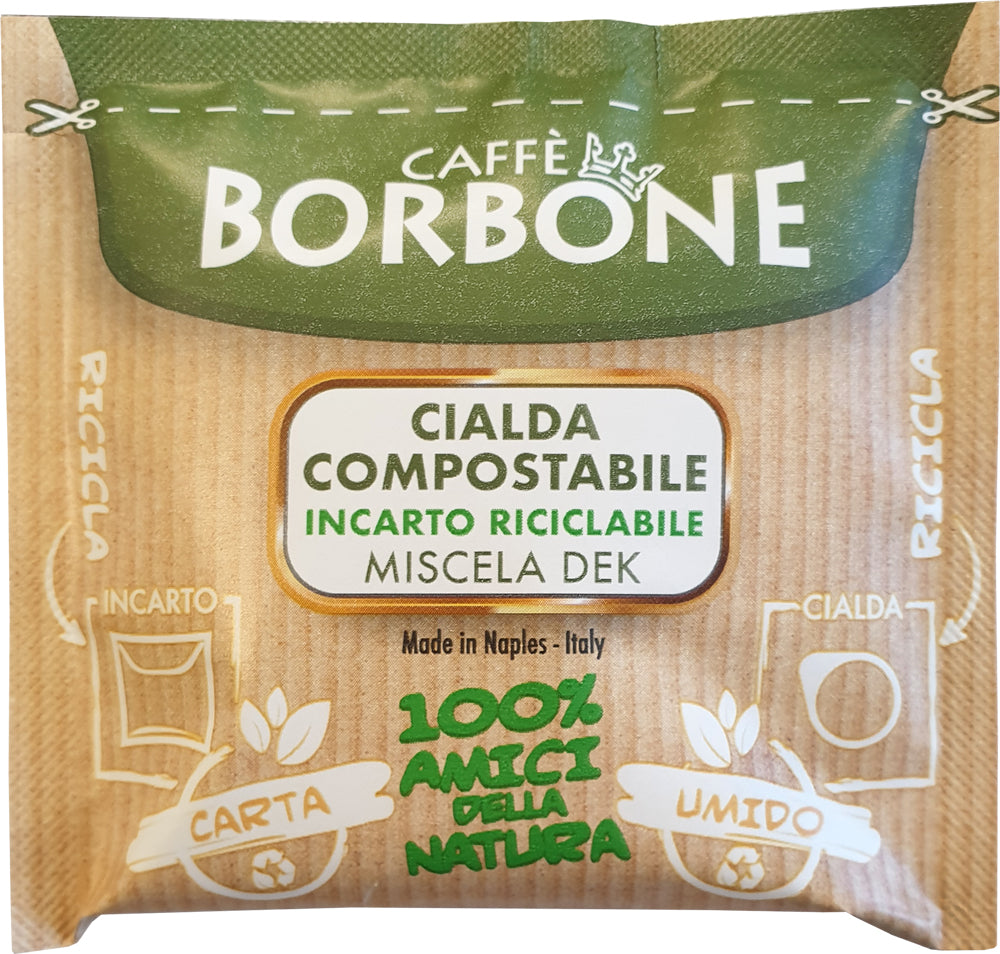 CAFFÈ
BORBONE
RICICLA
RICICLA
CIALDA
COMPOSTABILE
INCARTO RICICLABILE
MISCELA DEK
INCARTO
CIALDA
Made in Naples - Italy
100%
AMICI
DELLA
NATURA
CARTA
UMIDO